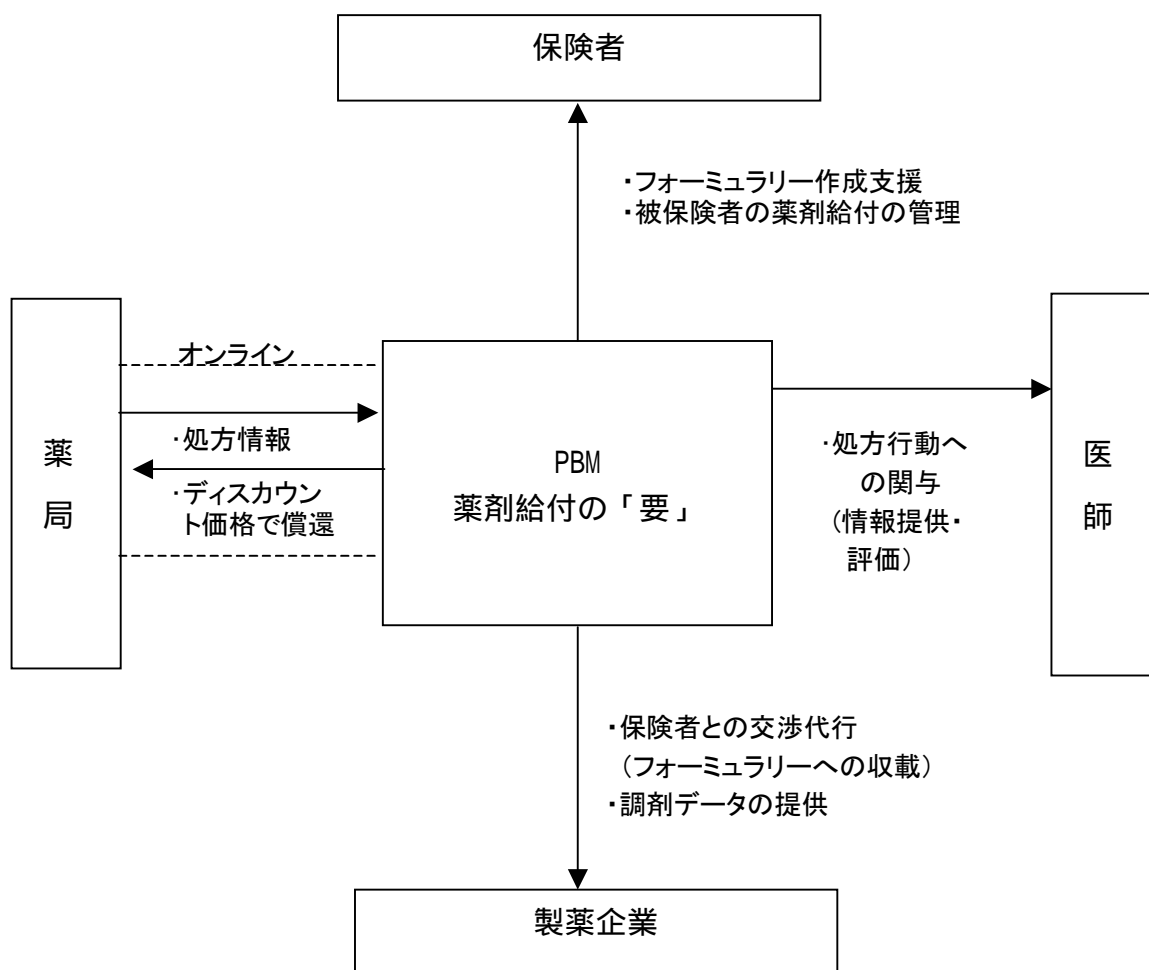 保険者
・フォーミュラリー作成支援
・被保険者の薬剤給付の管理
オンライン
・処方情報
・ディスカウン
ト価格で償還
薬
局
PBM
薬剤給付の「要」
・処方行動へ
の関与
（情報提供・
評価）
医
師
・保険者との交渉代行
（フォーミュラリーへの収載）
・調剤データの提供
製薬企業